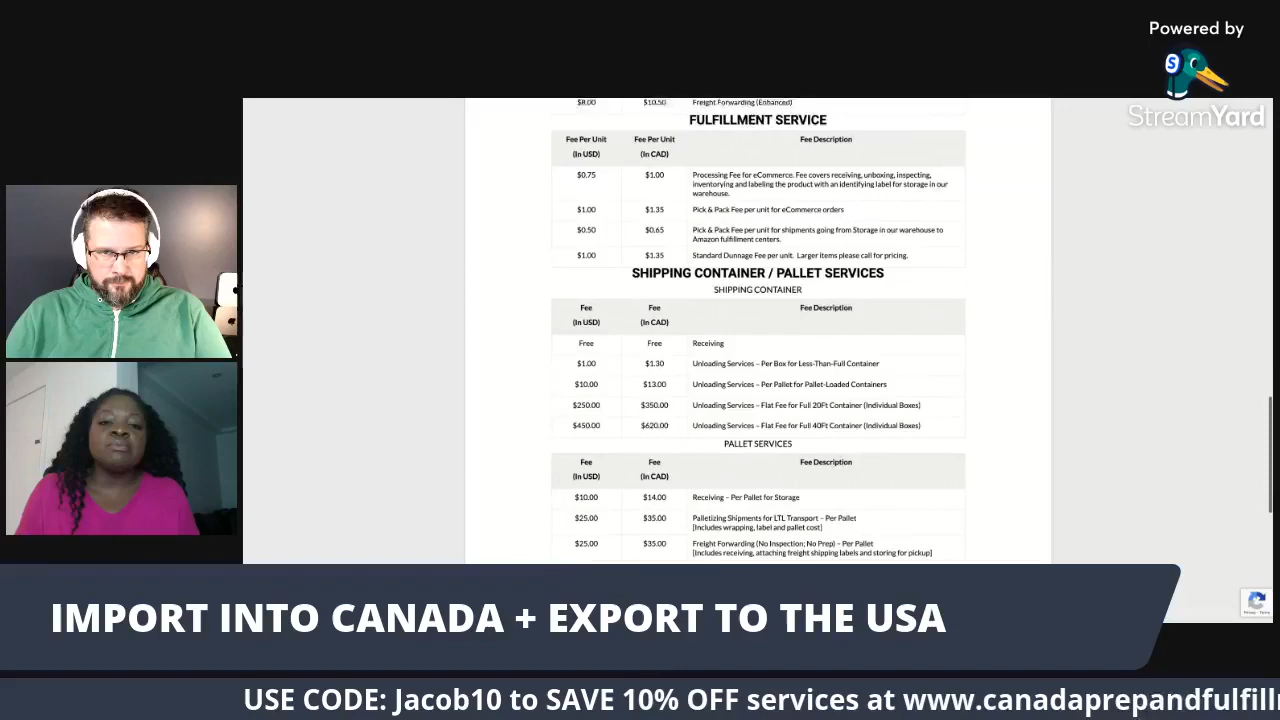 Powered by
S
StreamYard
$8.00 $10.50 Freight Forwarding (Enhanced)
FULFILLMENT SERVICE
Fee Per Unit Fee Per Unit Fee Description
(In USD) (In CAD)
$0.75 $1.00 Processing Fee for eCommerce. Fee covers receiving, unboxing, inspecting,
inventorying and labeling the product with an identifying label for storage in our
warehouse.
$1.00 $1.35 Pick & Pack Fee per unit for eCommerce orders
$0.50 $0.65 Pick & Pack Fee per unit for shipments going from Storage in our warehouse to
Amazon fulfillment centers.
$1.00 $1.35 Standard Dunnage Fee per unit. Larger items please call for pricing.
SHIPPING CONTAINER / PALLET SERVICES
SHIPPING CONTAINER
Fee Fee Fee Description
(In USD) (In CAD)
Free Free Receiving
$1.00 $1.30 Unloading Services – Per Box for Less-Than-Full Container
$10.00 $13.00 Unloading Services – Per Pallet for Pallet-Loaded Containers
$250.00 $350.00 Unloading Services – Flat Fee for Full 20Ft Container (Individual Boxes)
$450.00 $620.00 Unloading Services – Flat Fee for Full 40Ft Container (Individual Boxes)
PALLET SERVICES
Fee Fee Fee Description
(In USD) (In CAD)
$10.00 $14.00 Receiving – Per Pallet for Storage
$25.00 $35.00 Palletizing Shipments for LTL Transport – Per Pallet
[Includes wrapping, label and pallet cost]
$25.00 $35.00 Freight Forwarding (No Inspection; No Prep) – Per Pallet
[Includes receiving, attaching freight shipping labels and storing for pickup]
Privacy - Terms
IMPORT INTO CANADA + EXPORT TO THE USA
USE CODE: Jacob10 to SAVE 10% OFF services at www.canadaprepandfulfill